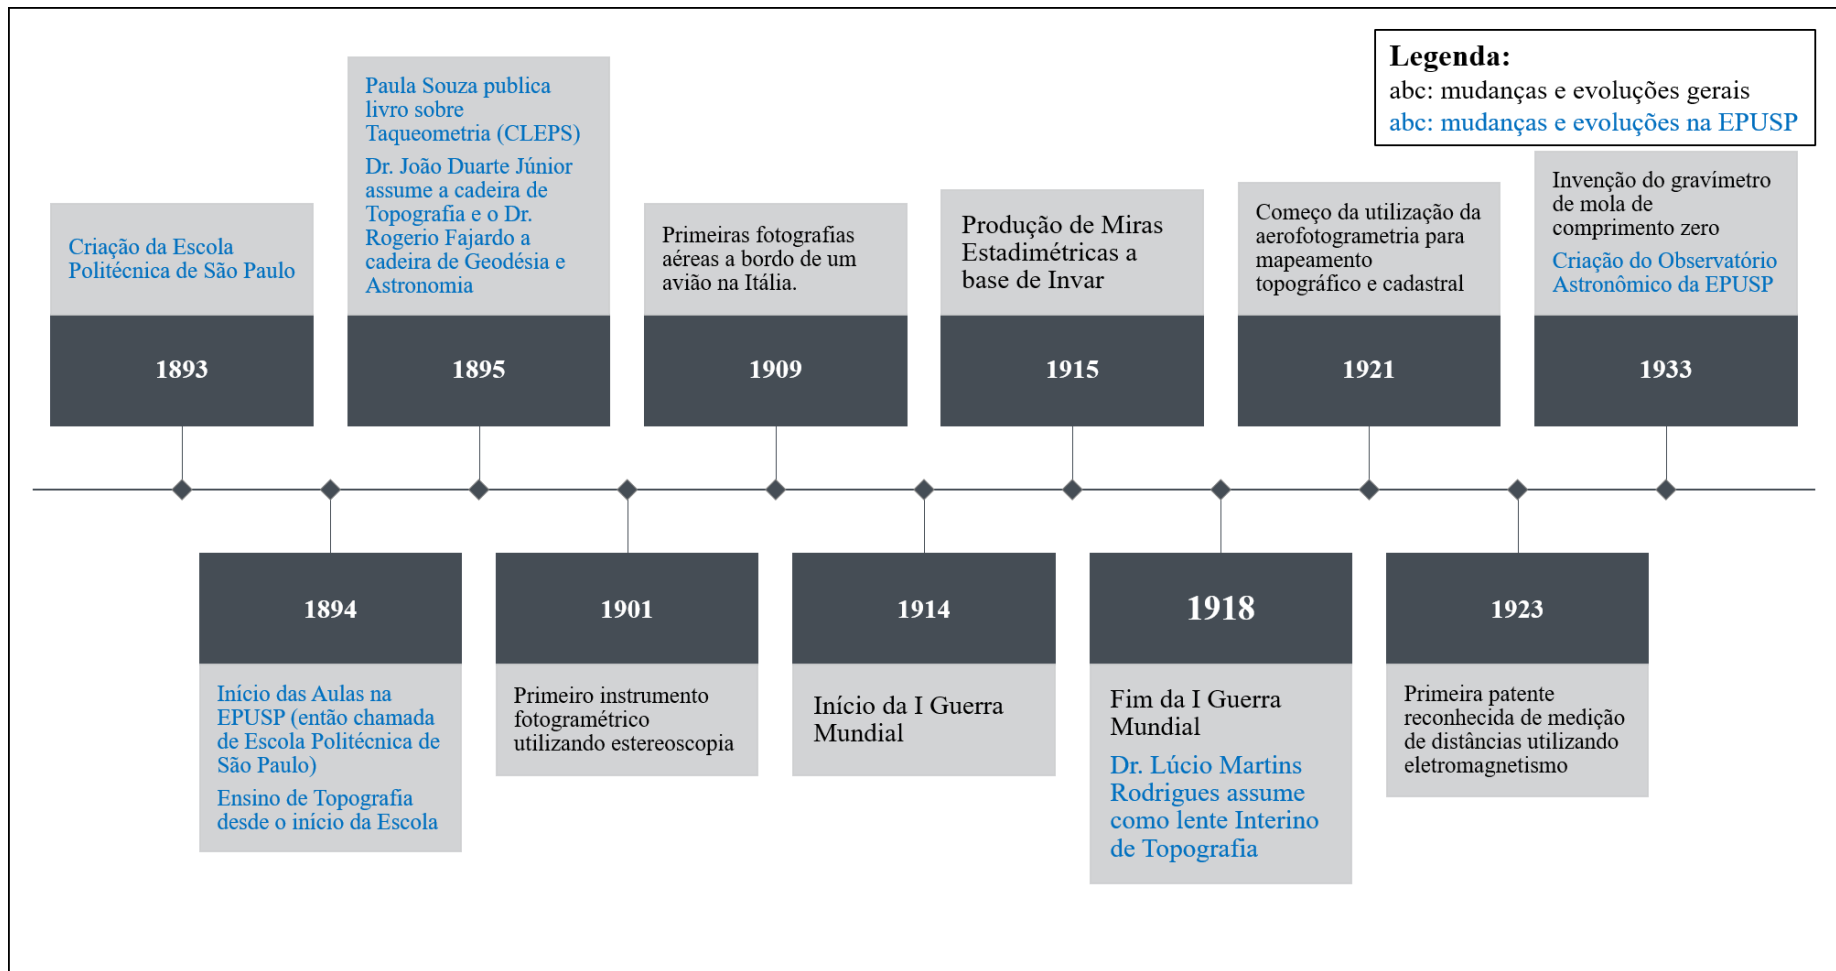 Legenda:
abc: mudanças e evoluções gerais
abc: mudanças e evoluções na EPUSP
Criação da Escola
Politécnica de São Paulo
1893
Paula Souza publica
livro sobre
Taqueometria (CLEPS)
Dr. João Duarte Júnior
assume a cadeira de
Topografia e o Dr.
Rogerio Fajardo a
cadeira de Geodésia e
Astronomia
1895
Primeiras fotografias
aéreas a bordo de um
avião na Itália.
1909
Produção de Miras
Estadimétricas a
base de Invar
1915
Começo da utilização da
aerofotogrametria para
mapeamento
topográfico e cadastral
1921
Invenção do gravímetro
de mola de
comprimento zero
Criação do Observatório
Astronômico da EPUSP
1933
1894
Início das Aulas na
EPUSP (então chamada
de Escola Politécnica de
São Paulo)
Ensino de Topografia
desde o início da Escola
1901
Primeiro instrumento
fotogramétrico
utilizando estereoscopia
1914
Início da I Guerra
Mundial
1918
Fim da I Guerra
Mundial
Dr. Lúcio Martins
Rodrigues assume
como lente Interino
de Topografia
1923
Primeira patente
reconhecida de medição
de distâncias utilizando
eletromagnetismo